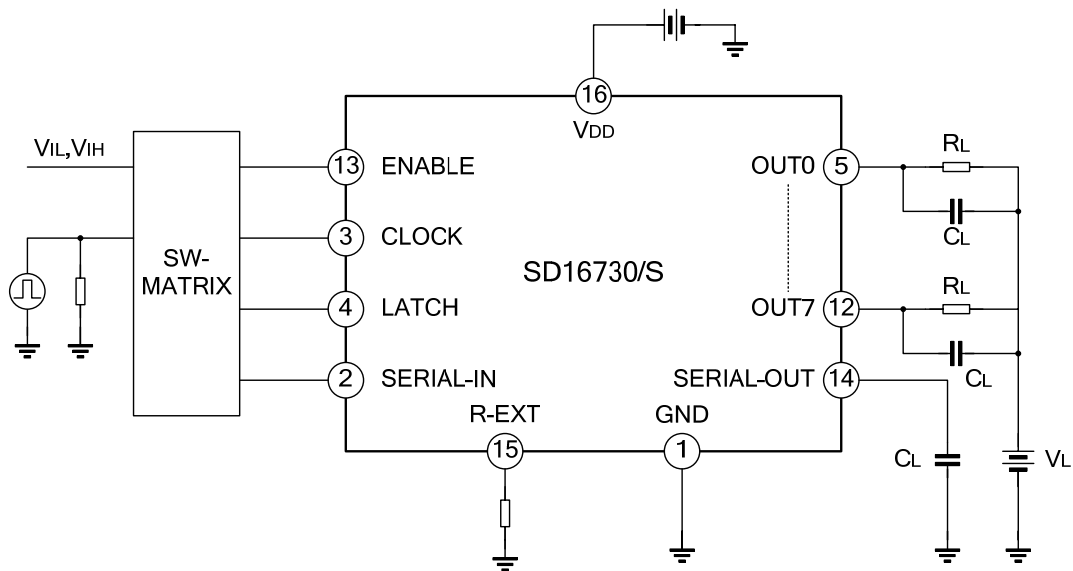 16
VDD
VIL,VIH
SW-
MATRIX
13 ENABLE
3 CLOCK
4 LATCH
2 SERIAL-IN
R-EXT
15
GND
1
SD16730/S
OUT0 5
OUT7 12
SERIAL-OUT 14
RL
CL
RL
CL
CL
VL